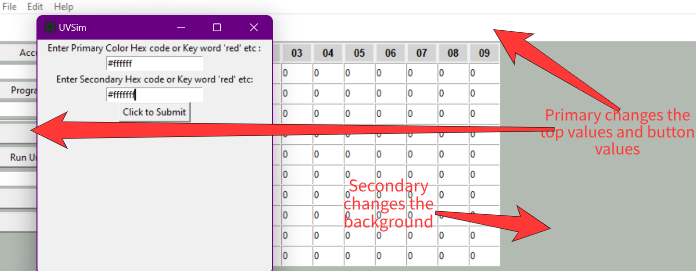 File Edit Help
UVSim
Enter Primary Color Hex code or Key word 'red' etc :
#ffffff
Enter Secondary Hex code or Key word 'red' etc:
#fffffff
Click to Submit
Acc
Progra
Run U
03 04 05 06 07 08 09
0 0 0 0 0 0 0
0 0 0 0 0 0 0
0 0 0 0 0 0 0
0 0 0 0 0 0 0
0 0 0 0 0 0 0
0 0 0 0 0 0 0
0 0 0 0 0 0 0
0 0 0 0 0 0 0
0 0 0 0 0 0 0
0 0 0 0 0 0 0
Primary changes the
top values and button
values
Secondary
changes the
background